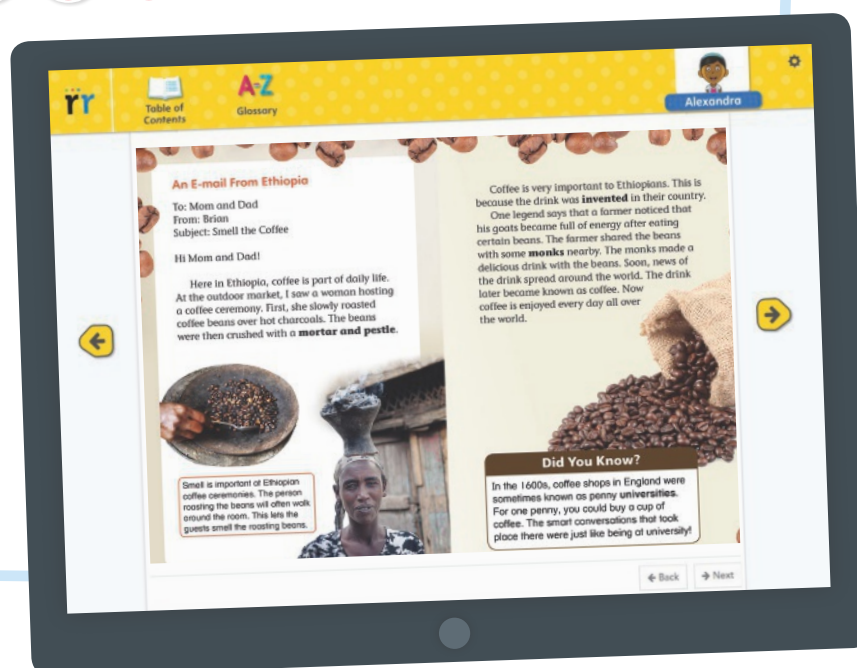 rr
Table of
Contents
A-Z
Glossary
Alexandra
An E-mail From Ethiopia
To: Mom and Dad
From: Brian
Subject: Smell the Coffee
Hi Mom and Dad!
Here in Ethiopia, coffee is part of daily life.
At the outdoor market, I saw a woman hosting
a coffee ceremony. First, she slowly roasted
coffee beans over hot charcoals. The beans
were then crushed with a mortar and pestle.
Smell is important at Ethiopian
coffee ceremonies. The person
roasting the beans will often walk
around the room. This lets the
guests smell the roasting beans.
Coffee is very important to Ethiopians. This is
because the drink was invented in their country.
One legend says that a farmer noticed that
his goats became full of energy after eating
certain beans. The farmer shared the beans
with some monks nearby. The monks made a
delicious drink with the beans. Soon, news of
the drink spread around the world. The drink
later became known as coffee. Now
coffee is enjoyed every day all over
the world.
Did You Know?
In the 1600s, coffee shops in England were
sometimes known as penny universities.
For one penny, you could buy a cup of
coffee. The smart conversations that took
place there were just like being at university!
Back
Next